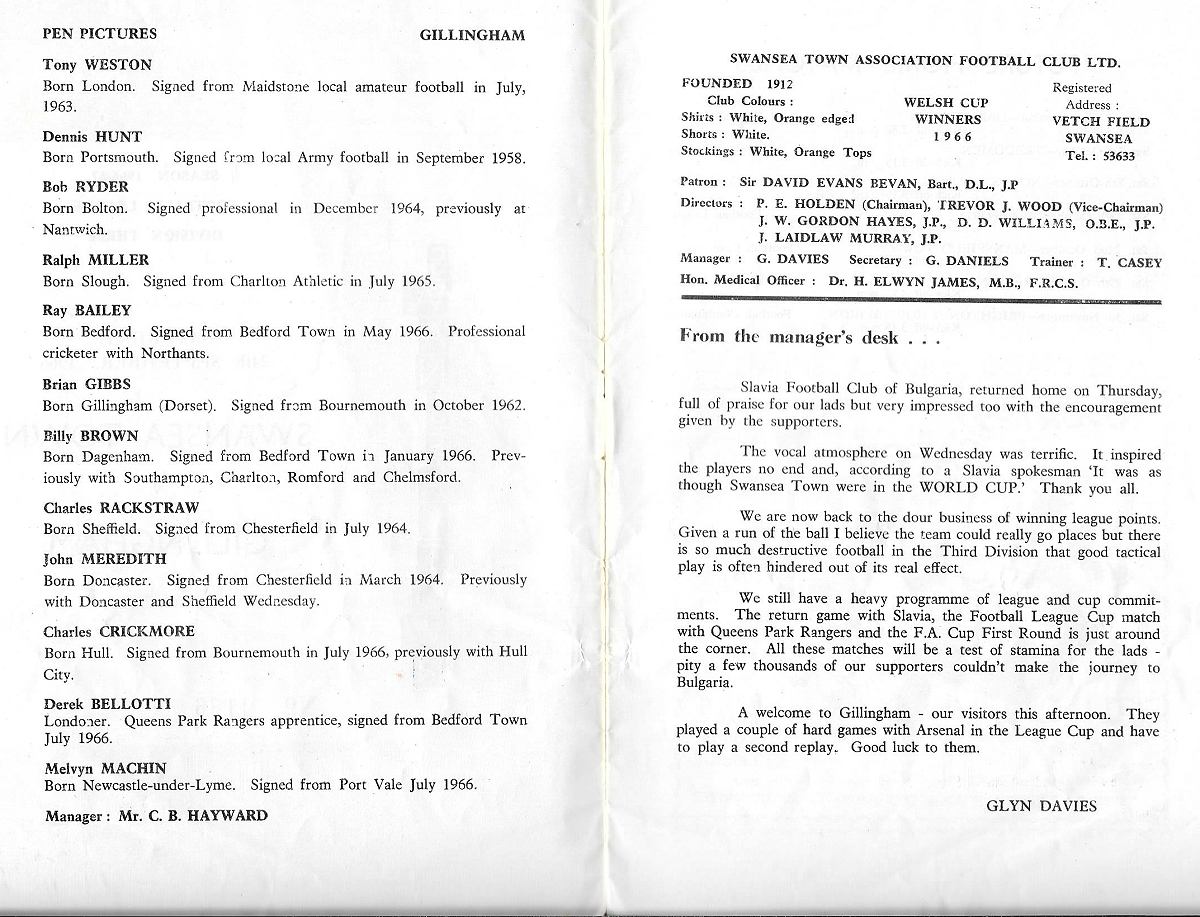 PEN PICTURES GILLINGHAM
Tony WESTON
Born London. Signed from Maidstone local amateur football in July,
1963.
Dennis HUNT
Born Portsmouth. Signed from local Army football in September 1958.
Bob RYDER
Born Bolton. Signed professional in December 1964, previously at
Nantwich.
Ralph MILLER
Born Slough. Signed from Charlton Athletic in July 1965.
Ray BAILEY
Born Bedford. Signed from Bedford Town in May 1966. Professional
cricketer with Northants.
Brian GIBBS
Born Gillingham (Dorset). Signed from Bournemouth in October 1962.
Billy BROWN
Born Dagenham. Signed from Bedford Town in January 1966. Prev-
iously with Southampton, Charlton, Romford and Chelmsford.
Charles RACKSTRAW
Born Sheffield. Signed from Chesterfield in July 1964.
John MEREDITH
Born Doncaster. Signed from Chesterfield in March 1964. Previously
with Doncaster and Sheffield Wednesday.
Charles CRICKMORE
Born Hull. Signed from Bournemouth in July 1966, previously with Hull
City.
Derek BELLOTTI
Londoner. Queens Park Rangers apprentice, signed from Bedford Town
July 1966.
Melvyn MACHIN
Born Newcastle-under-Lyme. Signed from Port Vale July 1966.
Manager : Mr. C. B. HAYWARD
SWANSEA TOWN ASSOCIATION FOOTBALL CLUB LTD.
FOUNDED 1912
Club Colours :
Shirts : White, Orange edged
Shorts : White.
Stockings : White, Orange Tops
WELSH CUP
WINNERS
1966
Registered
Address :
VETCH FIELD
SWANSEA
Tel. : 53633
Patron : Sir DAVID EVANS BEVAN, Bart., D.L., J.P
Directors : P. E. HOLDEN (Chairman), TREVOR J. WOOD (Vice-Chairman)
J. W. GORDON HAYES, J.P., D. D. WILLIAMS, O.B.E., J.P.
J. LAIDLAW MURRAY, J.P.
Manager : G. DAVIES Secretary : G. DANIELS Trainer : T. CASEY
Hon. Medical Officer : Dr. H. ELWYN JAMES, M.B., F.R.C.S.
From the manager's desk . . .
Slavia Football Club of Bulgaria, returned home on Thursday,
full of praise for our lads but very impressed too with the encouragement
given by the supporters.
The vocal atmosphere on Wednesday was terrific. It inspired
the players no end and, according to a Slavia spokesman 'It was as
though Swansea Town were in the WORLD CUP.' Thank you all.
We are now back to the dour business of winning league points.
Given a run of the ball I believe the team could really go places but there
is so much destructive football in the Third Division that good tactical
play is often hindered out of its real effect.
We still have a heavy programme of league and cup commit-
ments. The return game with Slavia, the Football League Cup match
with Queens Park Rangers and the F.A. Cup First Round is just around
the corner. All these matches will be a test of stamina for the lads -
pity a few thousands of our supporters couldn't make the journey to
Bulgaria.
A welcome to Gillingham - our visitors this afternoon. They
played a couple of hard games with Arsenal in the League Cup and have
to play a second replay. Good luck to them.
GLYN DAVIES